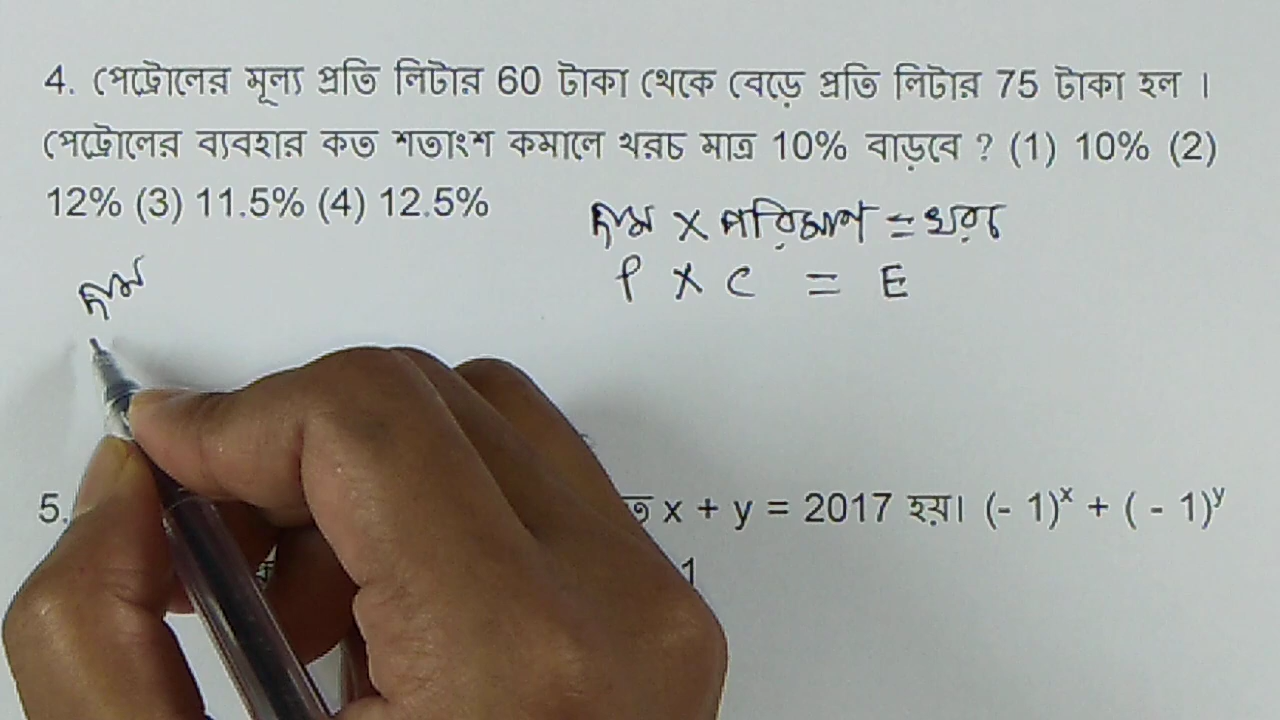 4. পেট্রোলের মূল্য প্রতি লিটার 60 টাকা থেকে বেড়ে প্রতি লিটার 75 টাকা হল ।
পেট্রোলের ব্যবহার কত শতাংশ কমালে খরচ মাত্র 10% বাড়বে ? (1) 10% (2)
12% (3) 11.5% (4) 12.5%
দাম X পরিমাণ = খরচ
P X C = E
দাম
5. x + y = 2017 হয়। (- 1)ˣ + ( - 1)ʸ
1